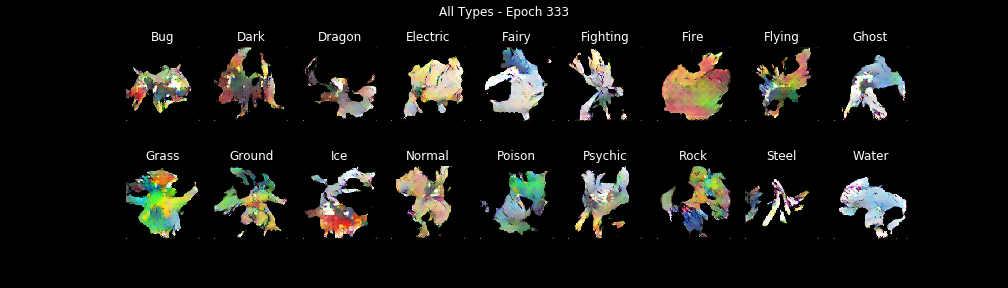 All Types - Epoch 333
Bug Dark Dragon Electric Fairy Fighting Fire Flying Ghost
Grass Ground Ice Normal Poison Psychic Rock Steel Water